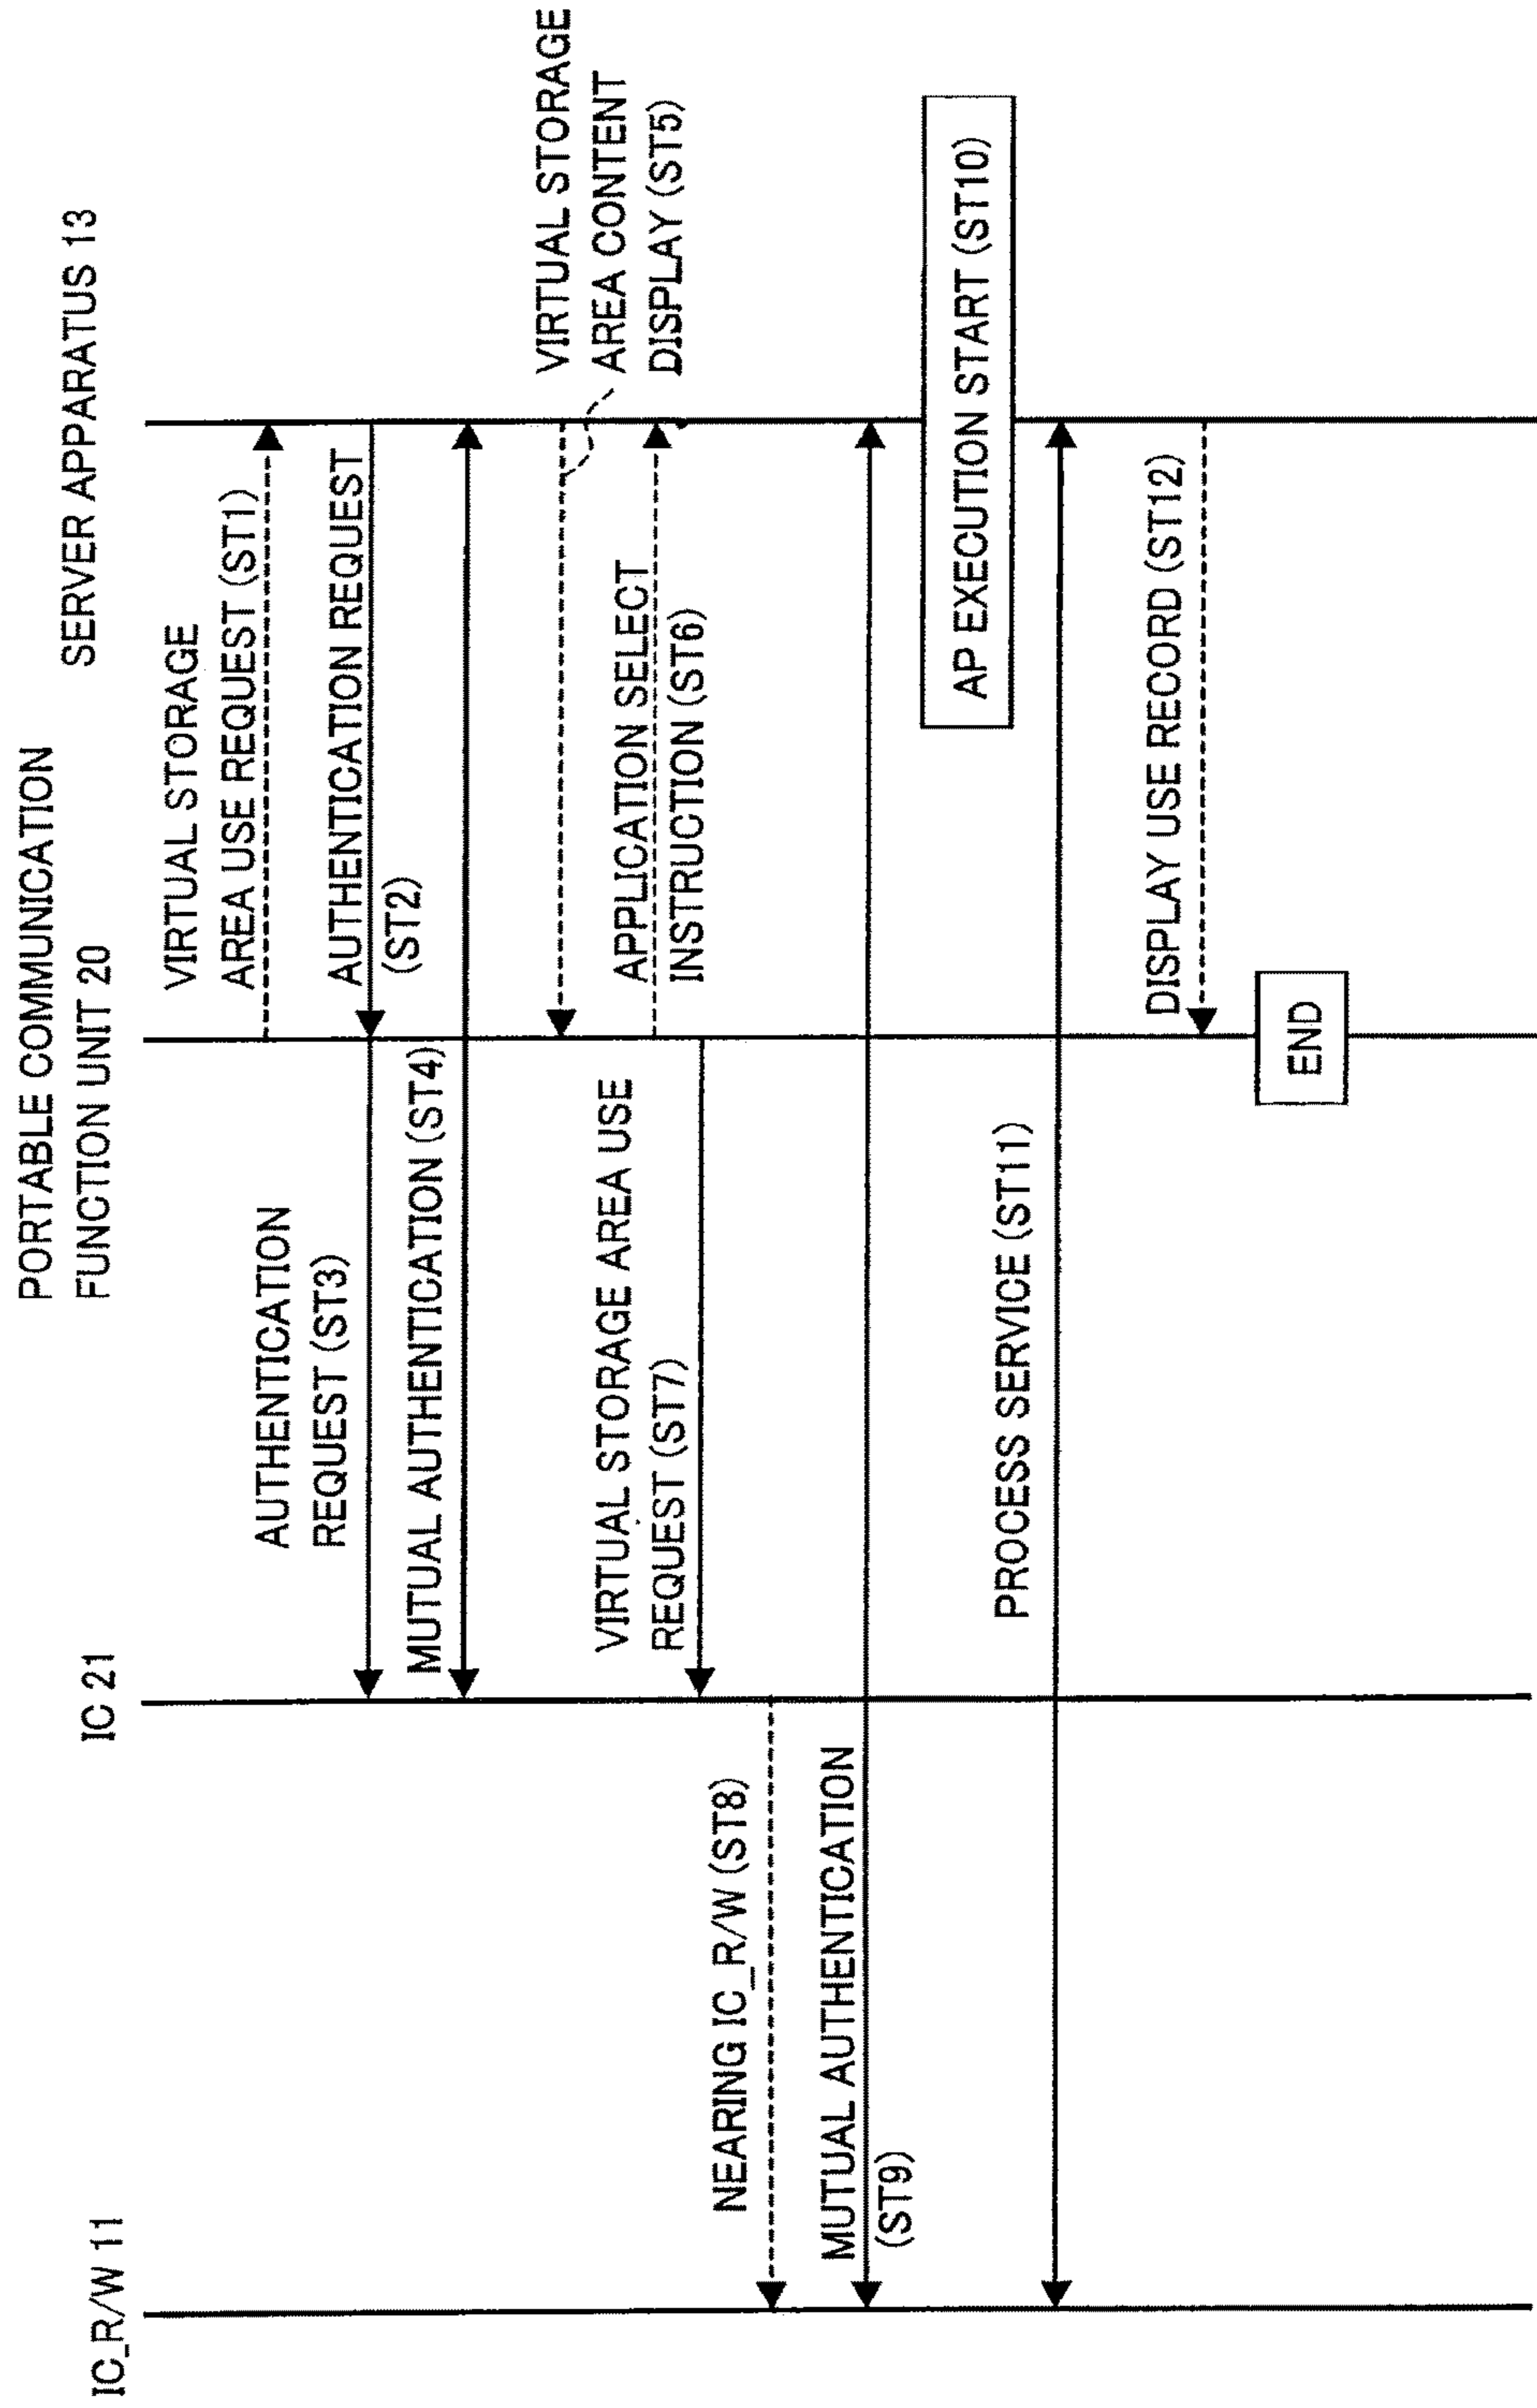 IC_R/W 11
IC 21
PORTABLE COMMUNICATION
FUNCTION UNIT 20
SERVER APPARATUS 13
VIRTUAL STORAGE
AREA USE REQUEST (ST1)
AUTHENTICATION REQUEST
(ST2)
AUTHENTICATION
REQUEST (ST3)
MUTUAL AUTHENTICATION (ST4)
VIRTUAL STORAGE
AREA CONTENT
DISPLAY (ST5)
APPLICATION SELECT
INSTRUCTION (ST6)
VIRTUAL STORAGE AREA USE
REQUEST (ST7)
NEARING IC_R/W (ST8)
MUTUAL AUTHENTICATION
(ST9)
AP EXECUTION START (ST10)
PROCESS SERVICE (ST11)
DISPLAY USE RECORD (ST12)
END